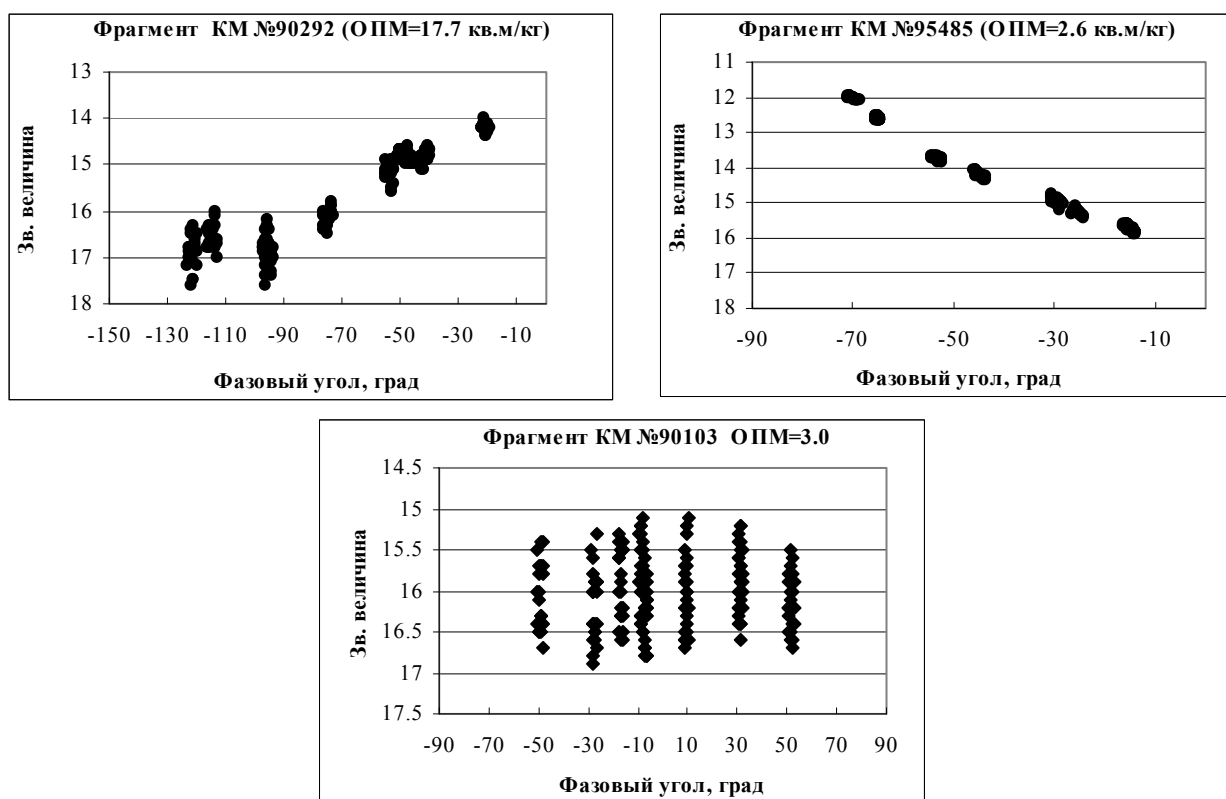 Фрагмент КМ №90292 (ОПМ=17.7 кв.м/кг)
13
14
15
16
17
18
Зв. величина
-150 -130 -110 -90 -70 -50 -30 -10
Фазовый угол, град
Фрагмент КМ №95485 (ОПМ=2.6 кв.м/кг)
11
12
13
14
15
16
17
18
Зв. величина
-90 -70 -50 -30 -10
Фазовый угол, град
Фрагмент КМ №90103 ОПМ=3.0
14.5
15
15.5
16
16.5
17
17.5
Зв. величина
-90 -70 -50 -30 -10 10 30 50 70 90
Фазовый угол, град